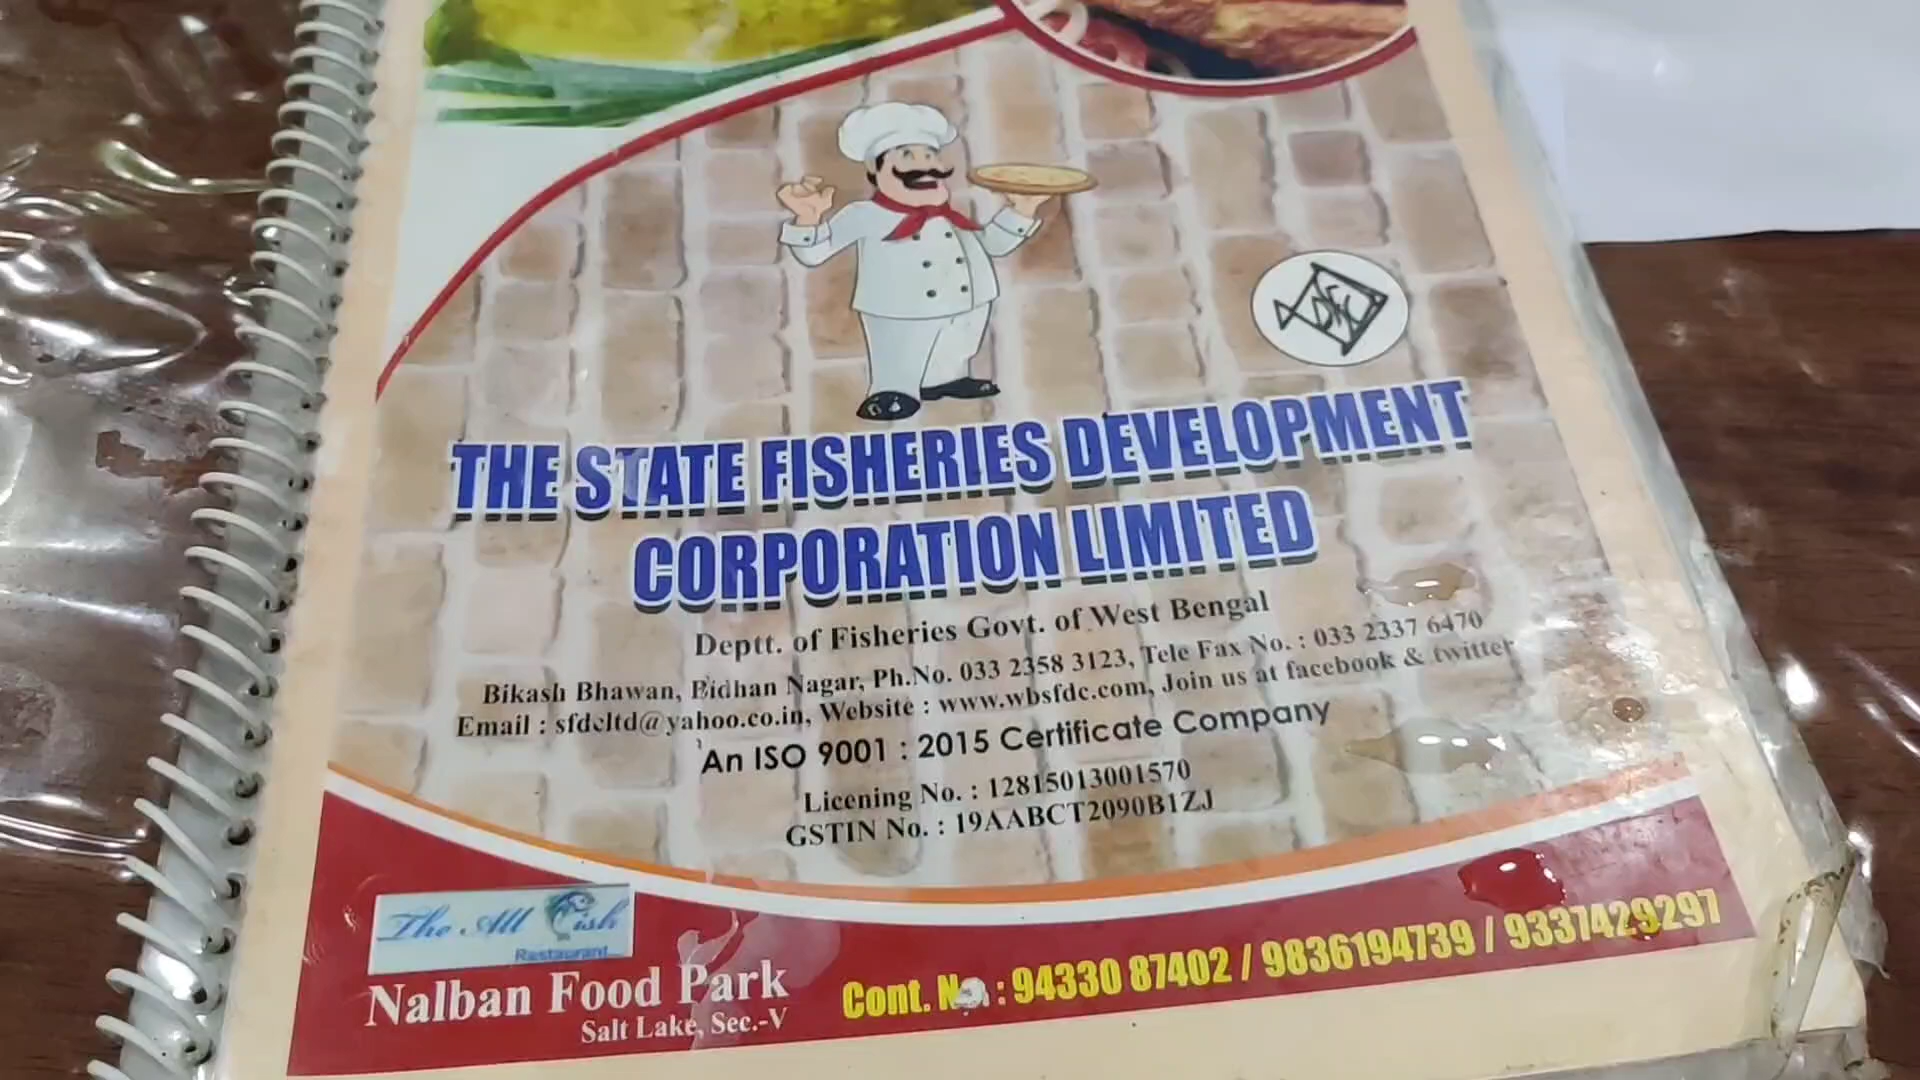 DFC
THE STATE FISHERIES DEVELOPMENT
CORPORATION LIMITED
Deptt. of Fisheries Govt. of West Bengal
Bikash Bhawan, Bidhan Nagar, Ph.No. 033 2358 3123, Tele Fax No. : 033 2337 6470
Email : sfdcltd@yahoo.co.in, Website : www.wbsfdc.com, Join us at facebook & twitter
An ISO 9001 : 2015 Certificate Company
Licening No. : 12815013001570
GSTIN No. : 19AABCT2090B1ZJ
The All Fish
Restaurant
Nalban Food Park
Salt Lake, Sec.-V
Cont. No. : 94330 87402 / 9836194739 / 9337429297